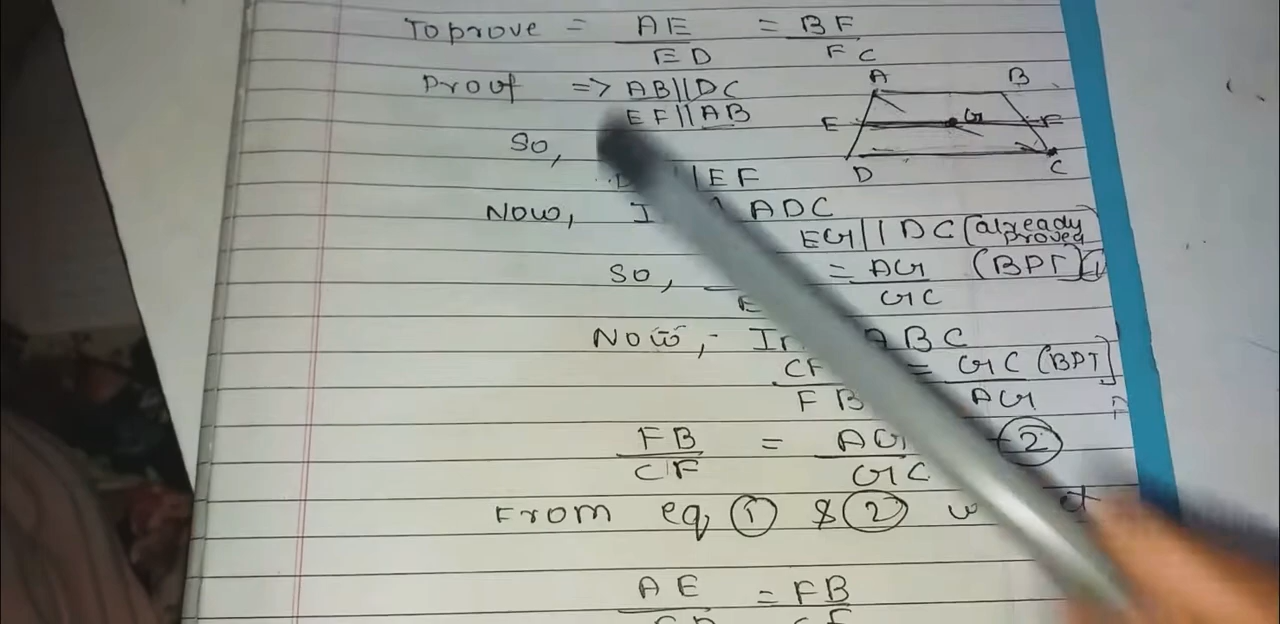 To prove = AE/ED = BF/FC
Proof => AB||DC
EF||AB
A B
E G F
D C
So,
EF
Now, ADC
EG||DC (already proved)
So, = AG/GC (BPT) 1
Now, In ABC
CF/FB = GC/AG (BPT)
FB/CF = AG/GC 2
From eq 1 & 2
AE = FB